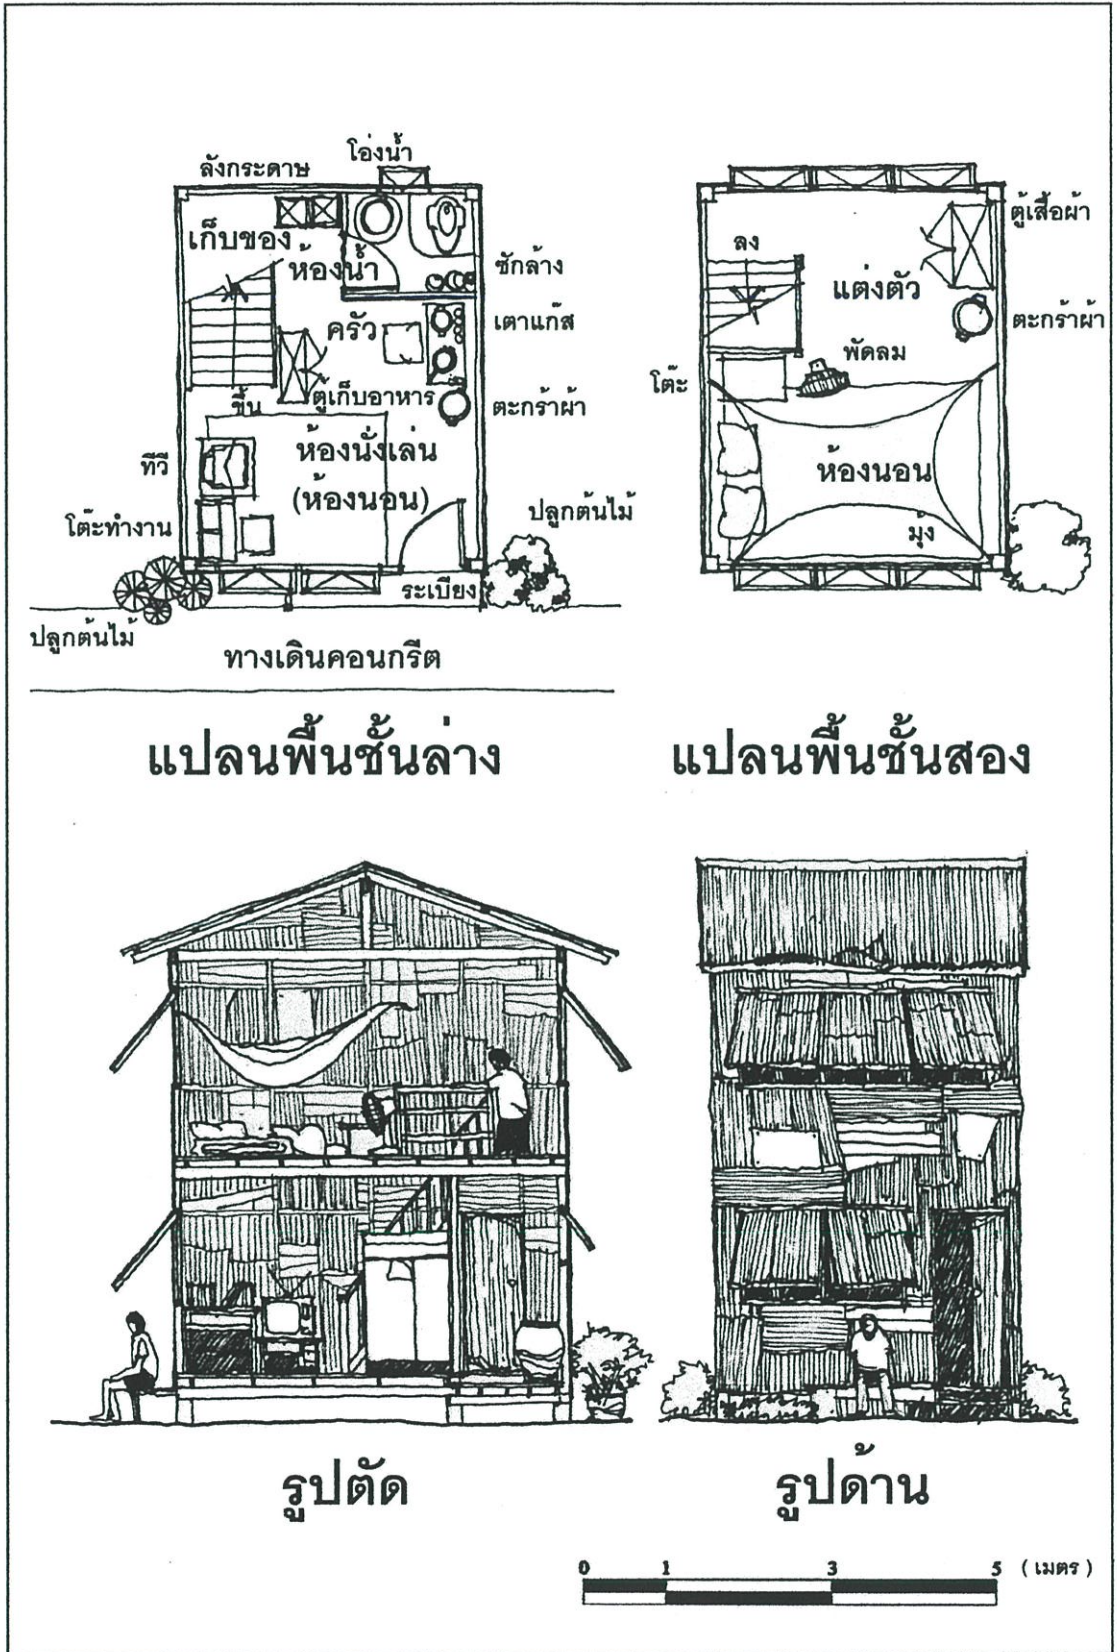 โอ่งน้ำ
ลังกระดาษ
เก็บของ
ห้องน้ำ
ซักล้าง
ครัว
เตาแก๊ส
ขึ้น
ตู้เก็บอาหาร
ตะกร้าผ้า
ทีวี
ห้องนั่งเล่น
(ห้องนอน)
โต๊ะทำงาน
ปลูกต้นไม้
ระเบียง
ปลูกต้นไม้
ทางเดินคอนกรีต
แปลนพื้นชั้นล่าง
ตู้เสื้อผ้า
ลง
แต่งตัว
ตะกร้าผ้า
พัดลม
โต๊ะ
ห้องนอน
มุ้ง
แปลนพื้นชั้นสอง
รูปตัด
รูปด้าน
0 1 3 5 (เมตร)